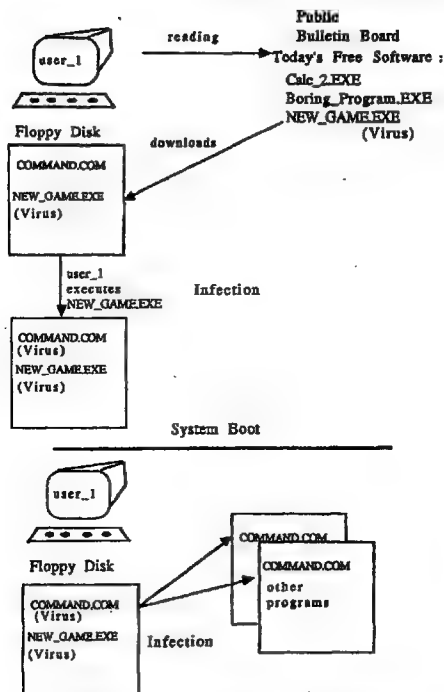 Public
Bulletin Board
reading
Today's Free Software :
user_1
Calc_2.EXE
Boring_Program.EXE
NEW_GAME.EXE
(Virus)
Floppy Disk
downloads
COMMAND.COM
NEW_GAME.EXE
(Virus)
user_1
executes
NEW_GAME.EXE
Infection
COMMAND.COM
(Virus)
NEW_GAME.EXE
(Virus)
System Boot
user_1
Floppy Disk
COMMAND.COM
COMMAND.COM
other
programs
COMMAND.COM
(Virus)
NEW_GAME.EXE
(Virus)
Infection